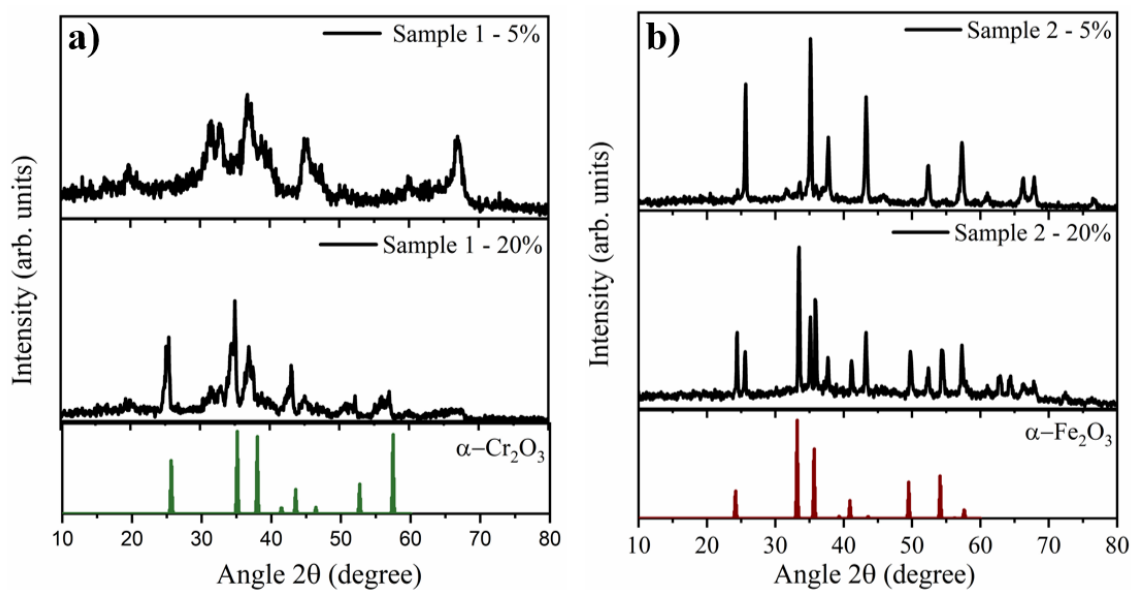 a)
Sample 1 - 5%
Sample 1 - 20%
α−Cr₂O₃
Intensity (arb. units)
10 20 30 40 50 60 70 80
Angle 2θ (degree)
b)
Sample 2 - 5%
Sample 2 - 20%
α−Fe₂O₃
Intensity (arb. units)
10 20 30 40 50 60 70 80
Angle 2θ (degree)